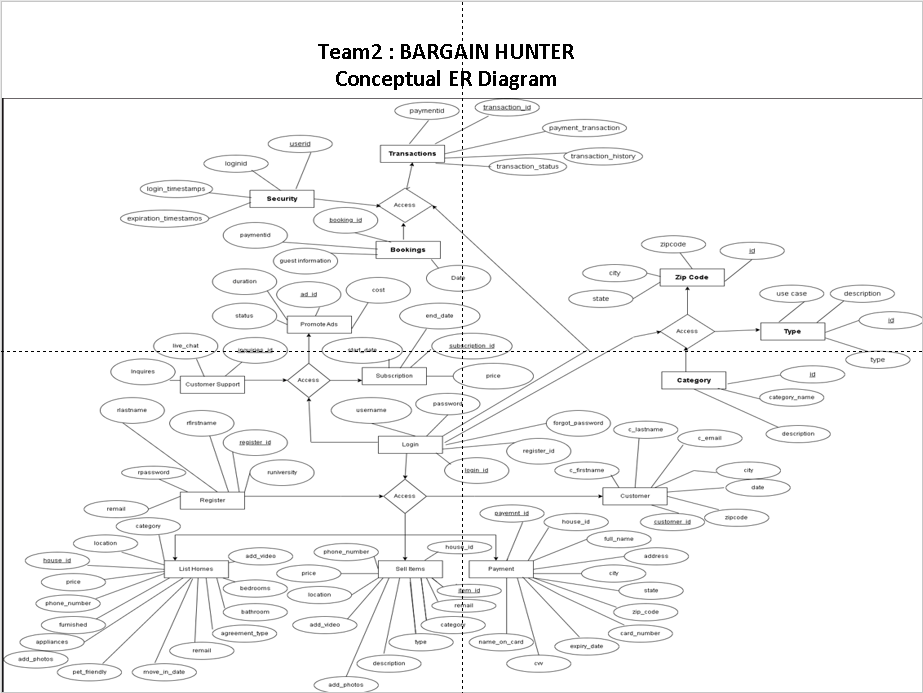 Team2 : BARGAIN HUNTER
Conceptual ER Diagram
paymentid
transaction_id
payment_transaction
Transactions
transaction_history
transaction_status
userid
loginid
login_timestamps
Security
expiration_timestamos
Access
booking_id
paymentid
Bookings
guest information
Date
zipcode
id
city
Zip Code
state
duration
ad_id
cost
status
Promote Ads
end_date
use case
description
id
Access
Type
type
live_chat
inquiries_id
start_date
subscription_id
Inquires
Customer Support
Access
Subscription
price
Category
id
category_name
description
rlastname
rfirstname
username
password
forgot_password
c_lastname
c_email
register_id
Login
register_id
rpassword
runiversity
login_id
c_firstname
city
date
Register
Access
Customer
remail
category
payemnt_id
house_id
customer_id
zipcode
location
add_video
phone_number
house_id
full_name
house_id
List Homes
Sell Items
Payment
address
price
bedrooms
price
city
phone_number
location
item_id
state
furnished
bathroom
remail
zip_code
appliances
agreement_type
add_video
category
card_number
add_photos
remail
type
name_on_card
expiry_date
pet_friendly
move_in_date
description
cvv
add_photos